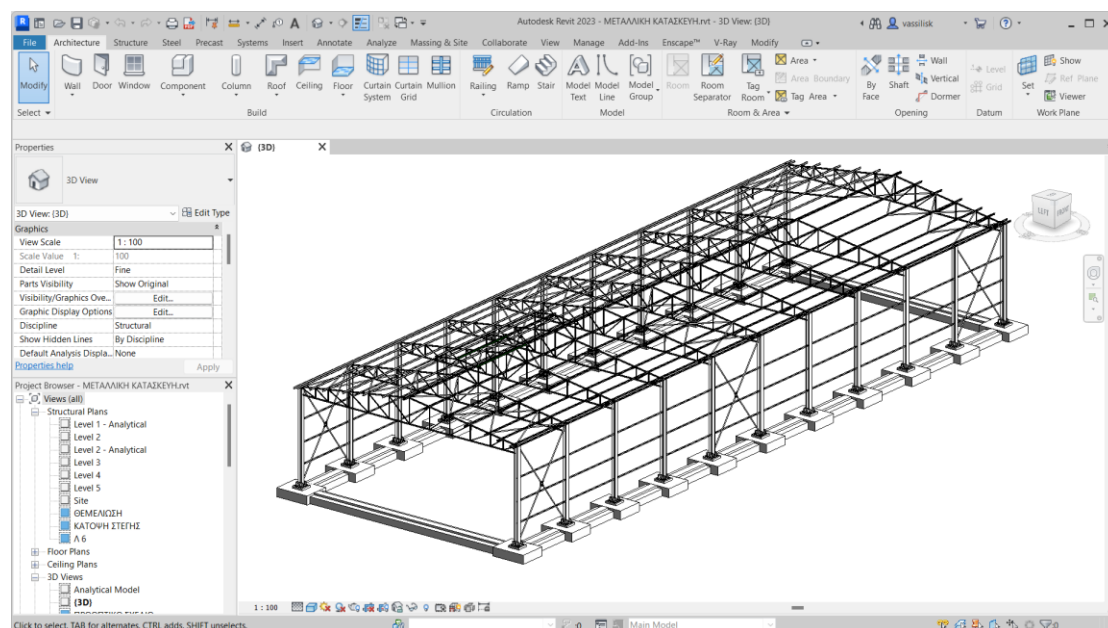 Autodesk Revit 2023 - ΜΕΤΑΛΛΙΚΗ ΚΑΤΑΣΚΕΥΗ.rvt - 3D View: {3D}
vassilisk
File Architecture Structure Steel Precast Systems Insert Annotate Analyze Massing & Site Collaborate View Manage Add-Ins Enscape™ V-Ray Modify
Modify
Wall Door Window Component Column Roof Ceiling Floor Curtain System Curtain Grid Mullion
Railing Ramp Stair
Model Text Model Line Model Group
Room Room Separator Tag Room
Area
Area Boundary
Tag Area
By Face Shaft Wall Vertical Dormer
Level
Grid
Set Show
Ref Plane
Viewer
Select Build Circulation Model Room & Area Opening Datum Work Plane
Properties
{3D}
3D View
3D View: {3D} Edit Type
Graphics
View Scale 1 : 100
Scale Value 1: 100
Detail Level Fine
Parts Visibility Show Original
Visibility/Graphics Ove... Edit...
Graphic Display Options Edit...
Discipline Structural
Show Hidden Lines By Discipline
Default Analysis Displa... None
Properties help Apply
Project Browser - ΜΕΤΑΛΛΙΚΗ ΚΑΤΑΣΚΕΥΗ.rvt
Views (all)
Structural Plans
Level 1 - Analytical
Level 2
Level 2 - Analytical
Level 3
Level 4
Level 5
Site
ΘΕΜΕΛΙΩΣΗ
ΚΑΤΟΨΗ ΣΤΕΓΗΣ
Λ 6
Floor Plans
Ceiling Plans
3D Views
Analytical Model
{3D}
LEFT FRONT
1 : 100
Click to select, TAB for alternates, CTRL adds, SHIFT unselects.
:0
Main Model
:0